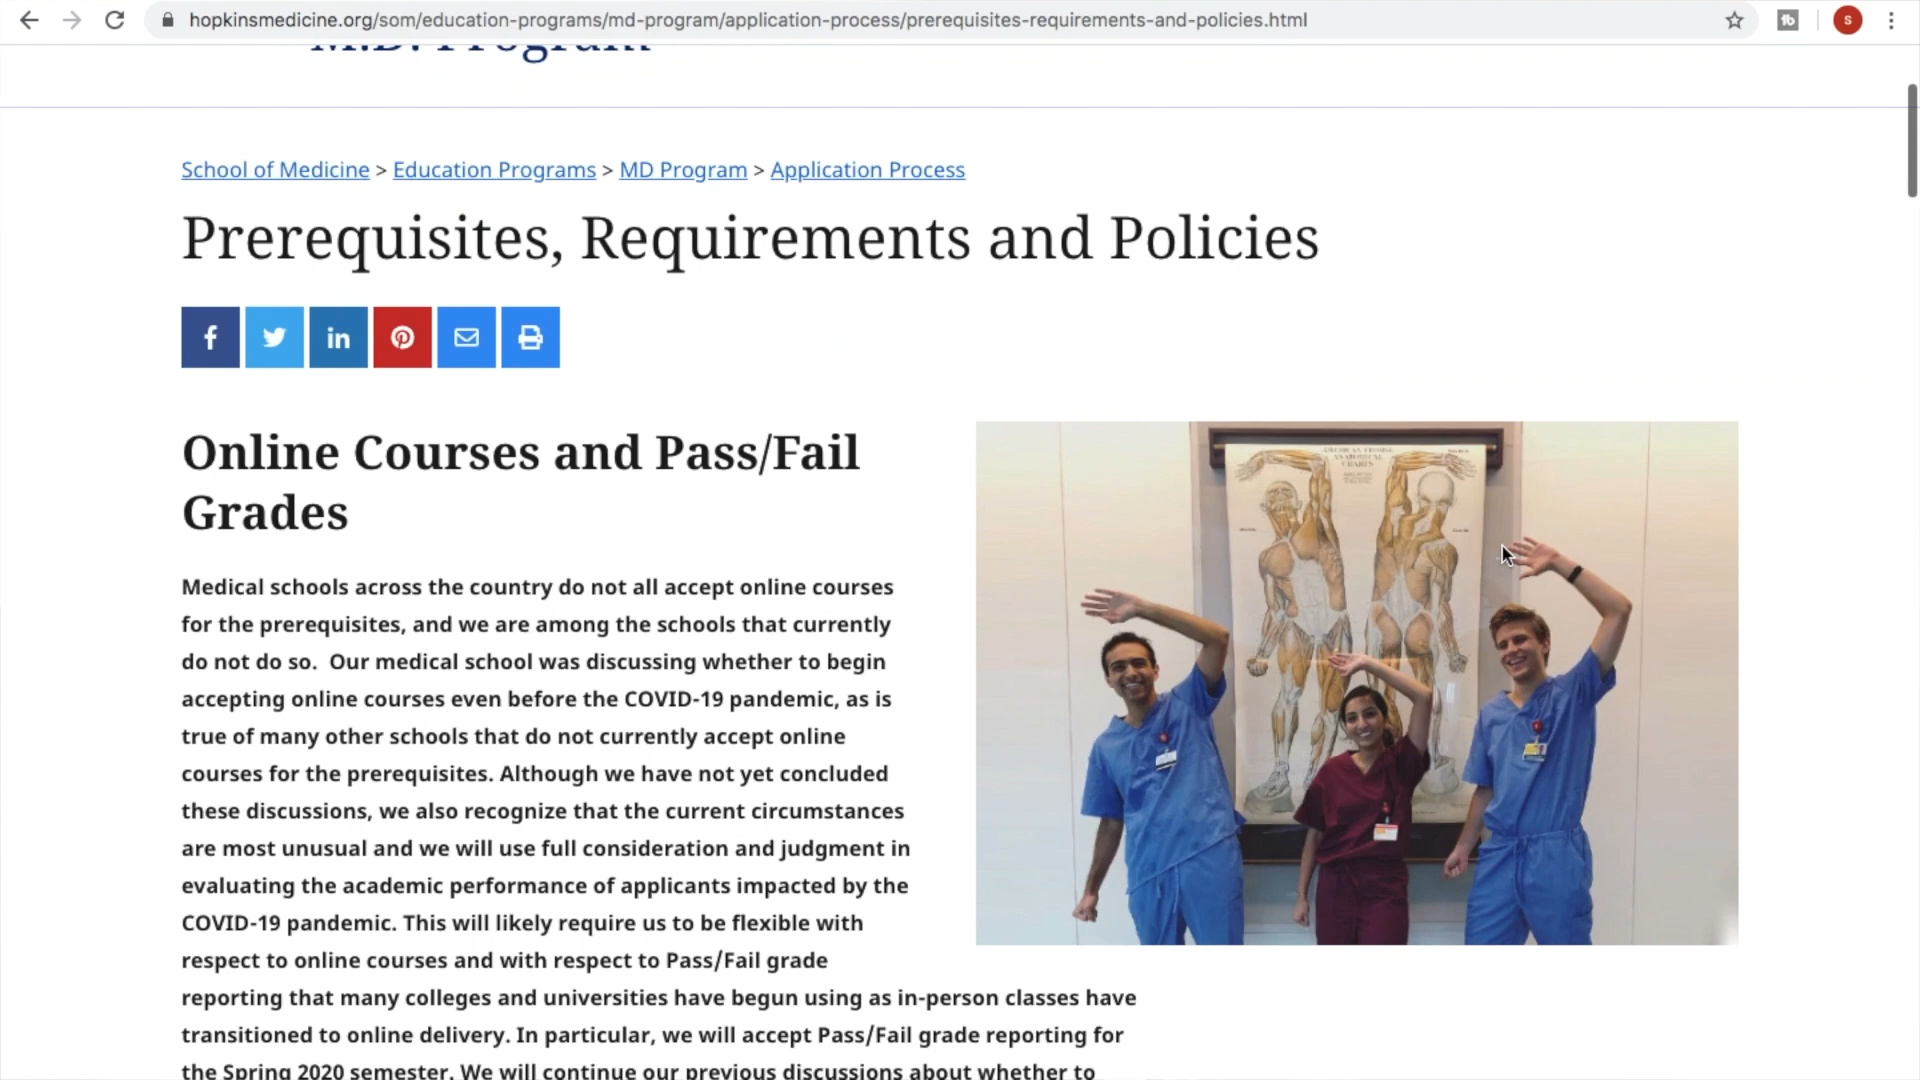 hopkinsmedicine.org/som/education-programs/md-program/application-process/prerequisites-requirements-and-policies.html
S
M.D. Program
School of Medicine > Education Programs > MD Program > Application Process
Prerequisites, Requirements and Policies
Online Courses and Pass/Fail
Grades
Medical schools across the country do not all accept online courses
for the prerequisites, and we are among the schools that currently
do not do so.  Our medical school was discussing whether to begin
accepting online courses even before the COVID-19 pandemic, as is
true of many other schools that do not currently accept online
courses for the prerequisites. Although we have not yet concluded
these discussions, we also recognize that the current circumstances
are most unusual and we will use full consideration and judgment in
evaluating the academic performance of applicants impacted by the
COVID-19 pandemic. This will likely require us to be flexible with
respect to online courses and with respect to Pass/Fail grade
reporting that many colleges and universities have begun using as in-person classes have
transitioned to online delivery. In particular, we will accept Pass/Fail grade reporting for
the Spring 2020 semester. We will continue our previous discussions about whether to